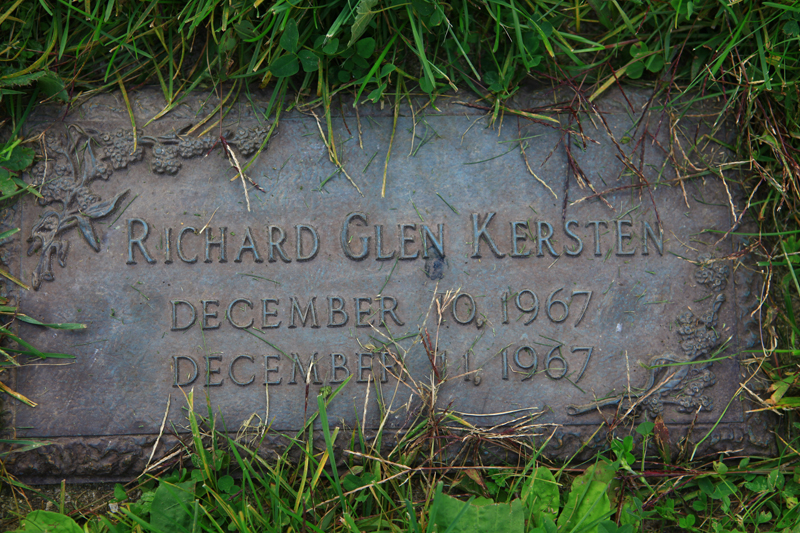 RICHARD GLEN KERSTEN
DECEMBER 10, 1967
DECEMBER 11, 1967